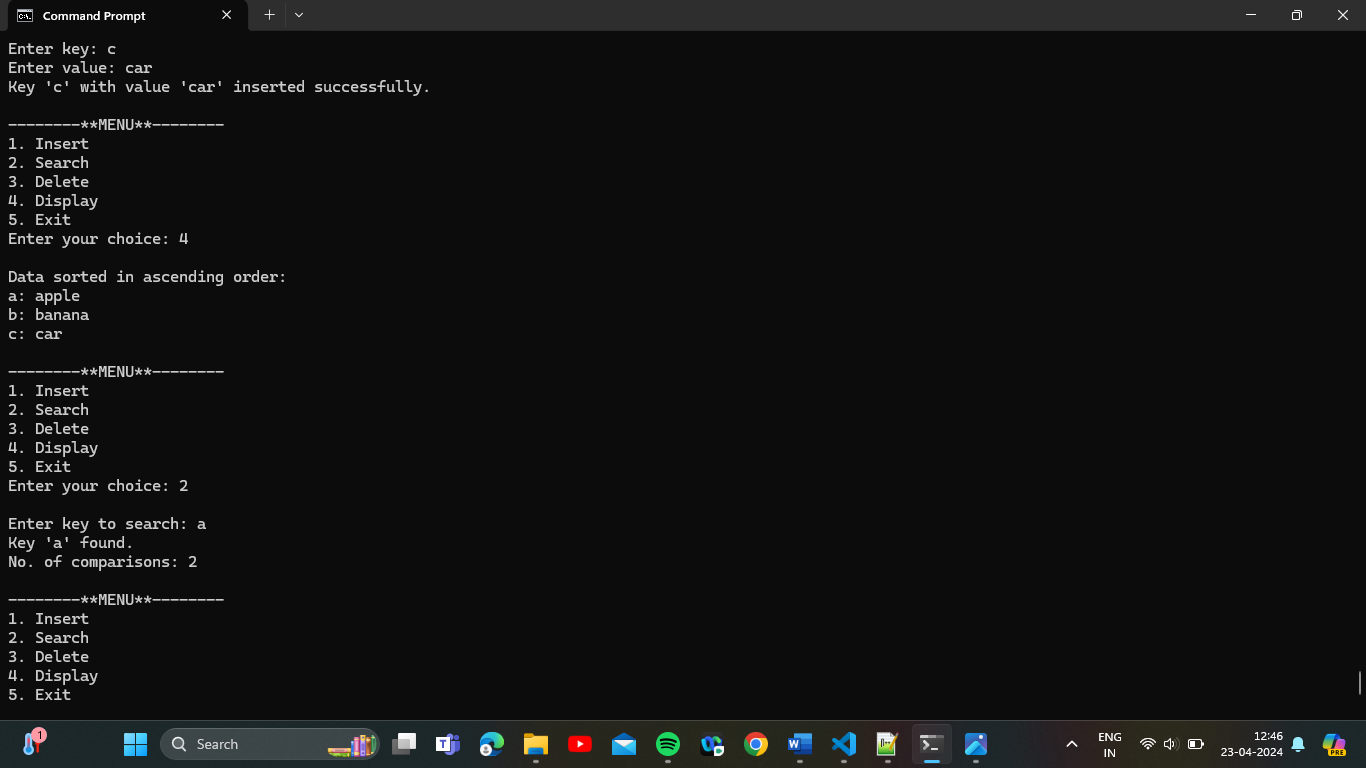 Command Prompt
Enter key: c
Enter value: car
Key 'c' with value 'car' inserted successfully.
--------**MENU**--------
1. Insert
2. Search
3. Delete
4. Display
5. Exit
Enter your choice: 4
Data sorted in ascending order:
a: apple
b: banana
c: car
--------**MENU**--------
1. Insert
2. Search
3. Delete
4. Display
5. Exit
Enter your choice: 2
Enter key to search: a
Key 'a' found.
No. of comparisons: 2
--------**MENU**--------
1. Insert
2. Search
3. Delete
4. Display
5. Exit
1
Search
ENG
IN
12:46
23-04-2024
PRE